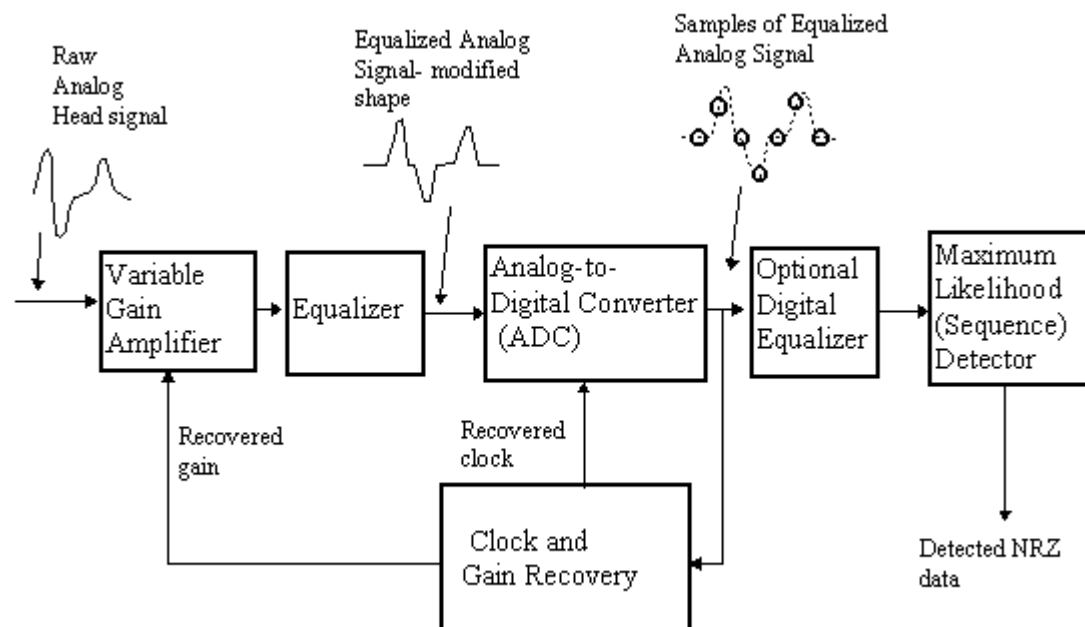 Raw
Analog
Head signal
Equalized Analog
Signal- modified
shape
Samples of Equalized
Analog Signal
Variable
Gain
Amplifier
Equalizer
Analog-to-
Digital Converter
(ADC)
Optional
Digital
Equalizer
Maximum
Likelihood
(Sequence)
Detector
Recovered
gain
Recovered
clock
Clock and
Gain Recovery
Detected NRZ
data